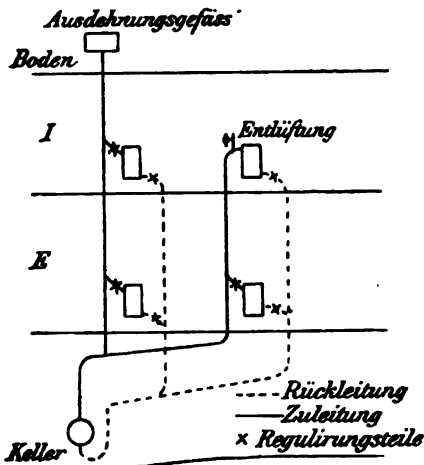 Ausdehnungsgefäss
Boden
I
Entlüftung
E
Rückleitung
Zuleitung
× Regulirungsteile
Keller